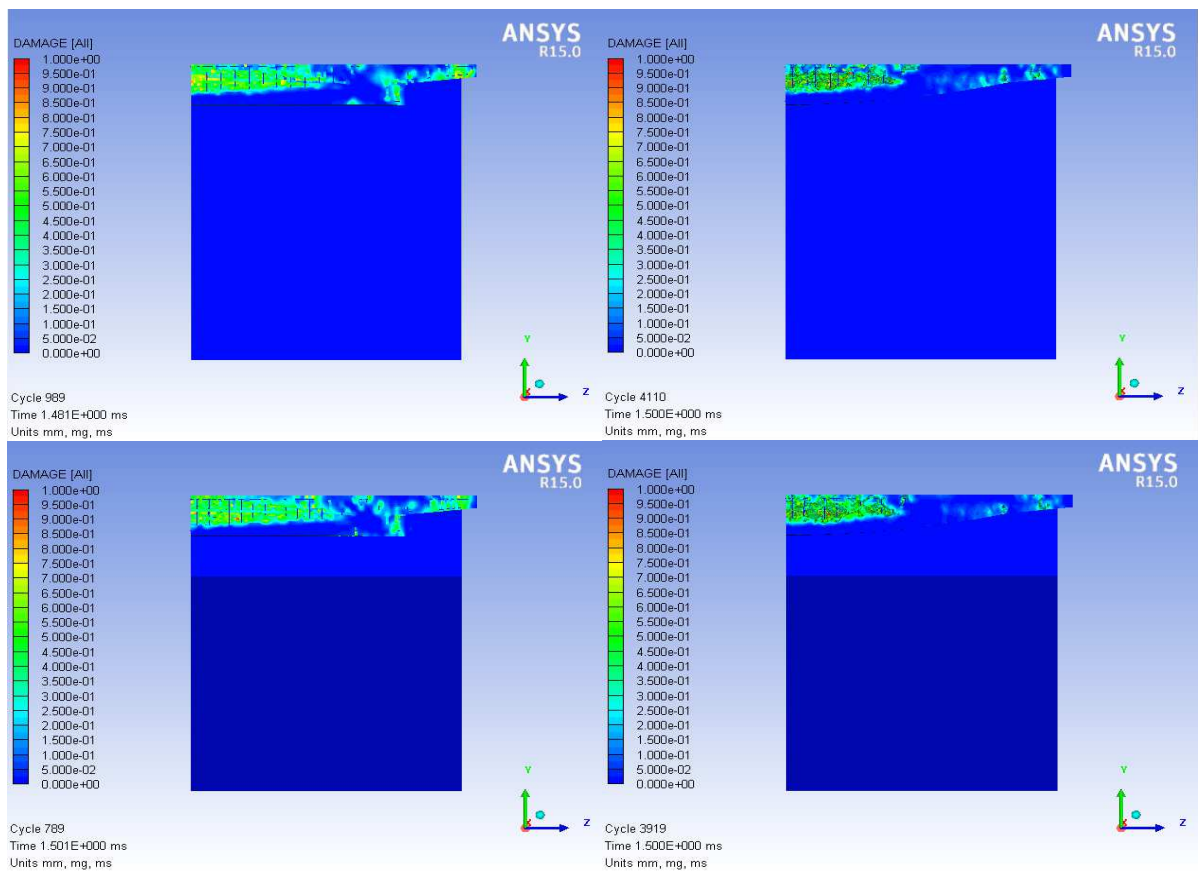 ANSYS
R15.0
DAMAGE [All]
1.000e+00
9.500e-01
9.000e-01
8.500e-01
8.000e-01
7.500e-01
7.000e-01
6.500e-01
6.000e-01
5.500e-01
5.000e-01
4.500e-01
4.000e-01
3.500e-01
3.000e-01
2.500e-01
2.000e-01
1.500e-01
1.000e-01
5.000e-02
0.000e+00
Y
Z
Cycle 989
Time 1.481E+000 ms
Units mm, mg, ms
ANSYS
R15.0
DAMAGE [All]
1.000e+00
9.500e-01
9.000e-01
8.500e-01
8.000e-01
7.500e-01
7.000e-01
6.500e-01
6.000e-01
5.500e-01
5.000e-01
4.500e-01
4.000e-01
3.500e-01
3.000e-01
2.500e-01
2.000e-01
1.500e-01
1.000e-01
5.000e-02
0.000e+00
Y
Z
Cycle 4110
Time 1.500E+000 ms
Units mm, mg, ms
ANSYS
R15.0
DAMAGE [All]
1.000e+00
9.500e-01
9.000e-01
8.500e-01
8.000e-01
7.500e-01
7.000e-01
6.500e-01
6.000e-01
5.500e-01
5.000e-01
4.500e-01
4.000e-01
3.500e-01
3.000e-01
2.500e-01
2.000e-01
1.500e-01
1.000e-01
5.000e-02
0.000e+00
Y
Z
Cycle 789
Time 1.501E+000 ms
Units mm, mg, ms
ANSYS
R15.0
DAMAGE [All]
1.000e+00
9.500e-01
9.000e-01
8.500e-01
8.000e-01
7.500e-01
7.000e-01
6.500e-01
6.000e-01
5.500e-01
5.000e-01
4.500e-01
4.000e-01
3.500e-01
3.000e-01
2.500e-01
2.000e-01
1.500e-01
1.000e-01
5.000e-02
0.000e+00
Y
Z
Cycle 3919
Time 1.500E+000 ms
Units mm, mg, ms